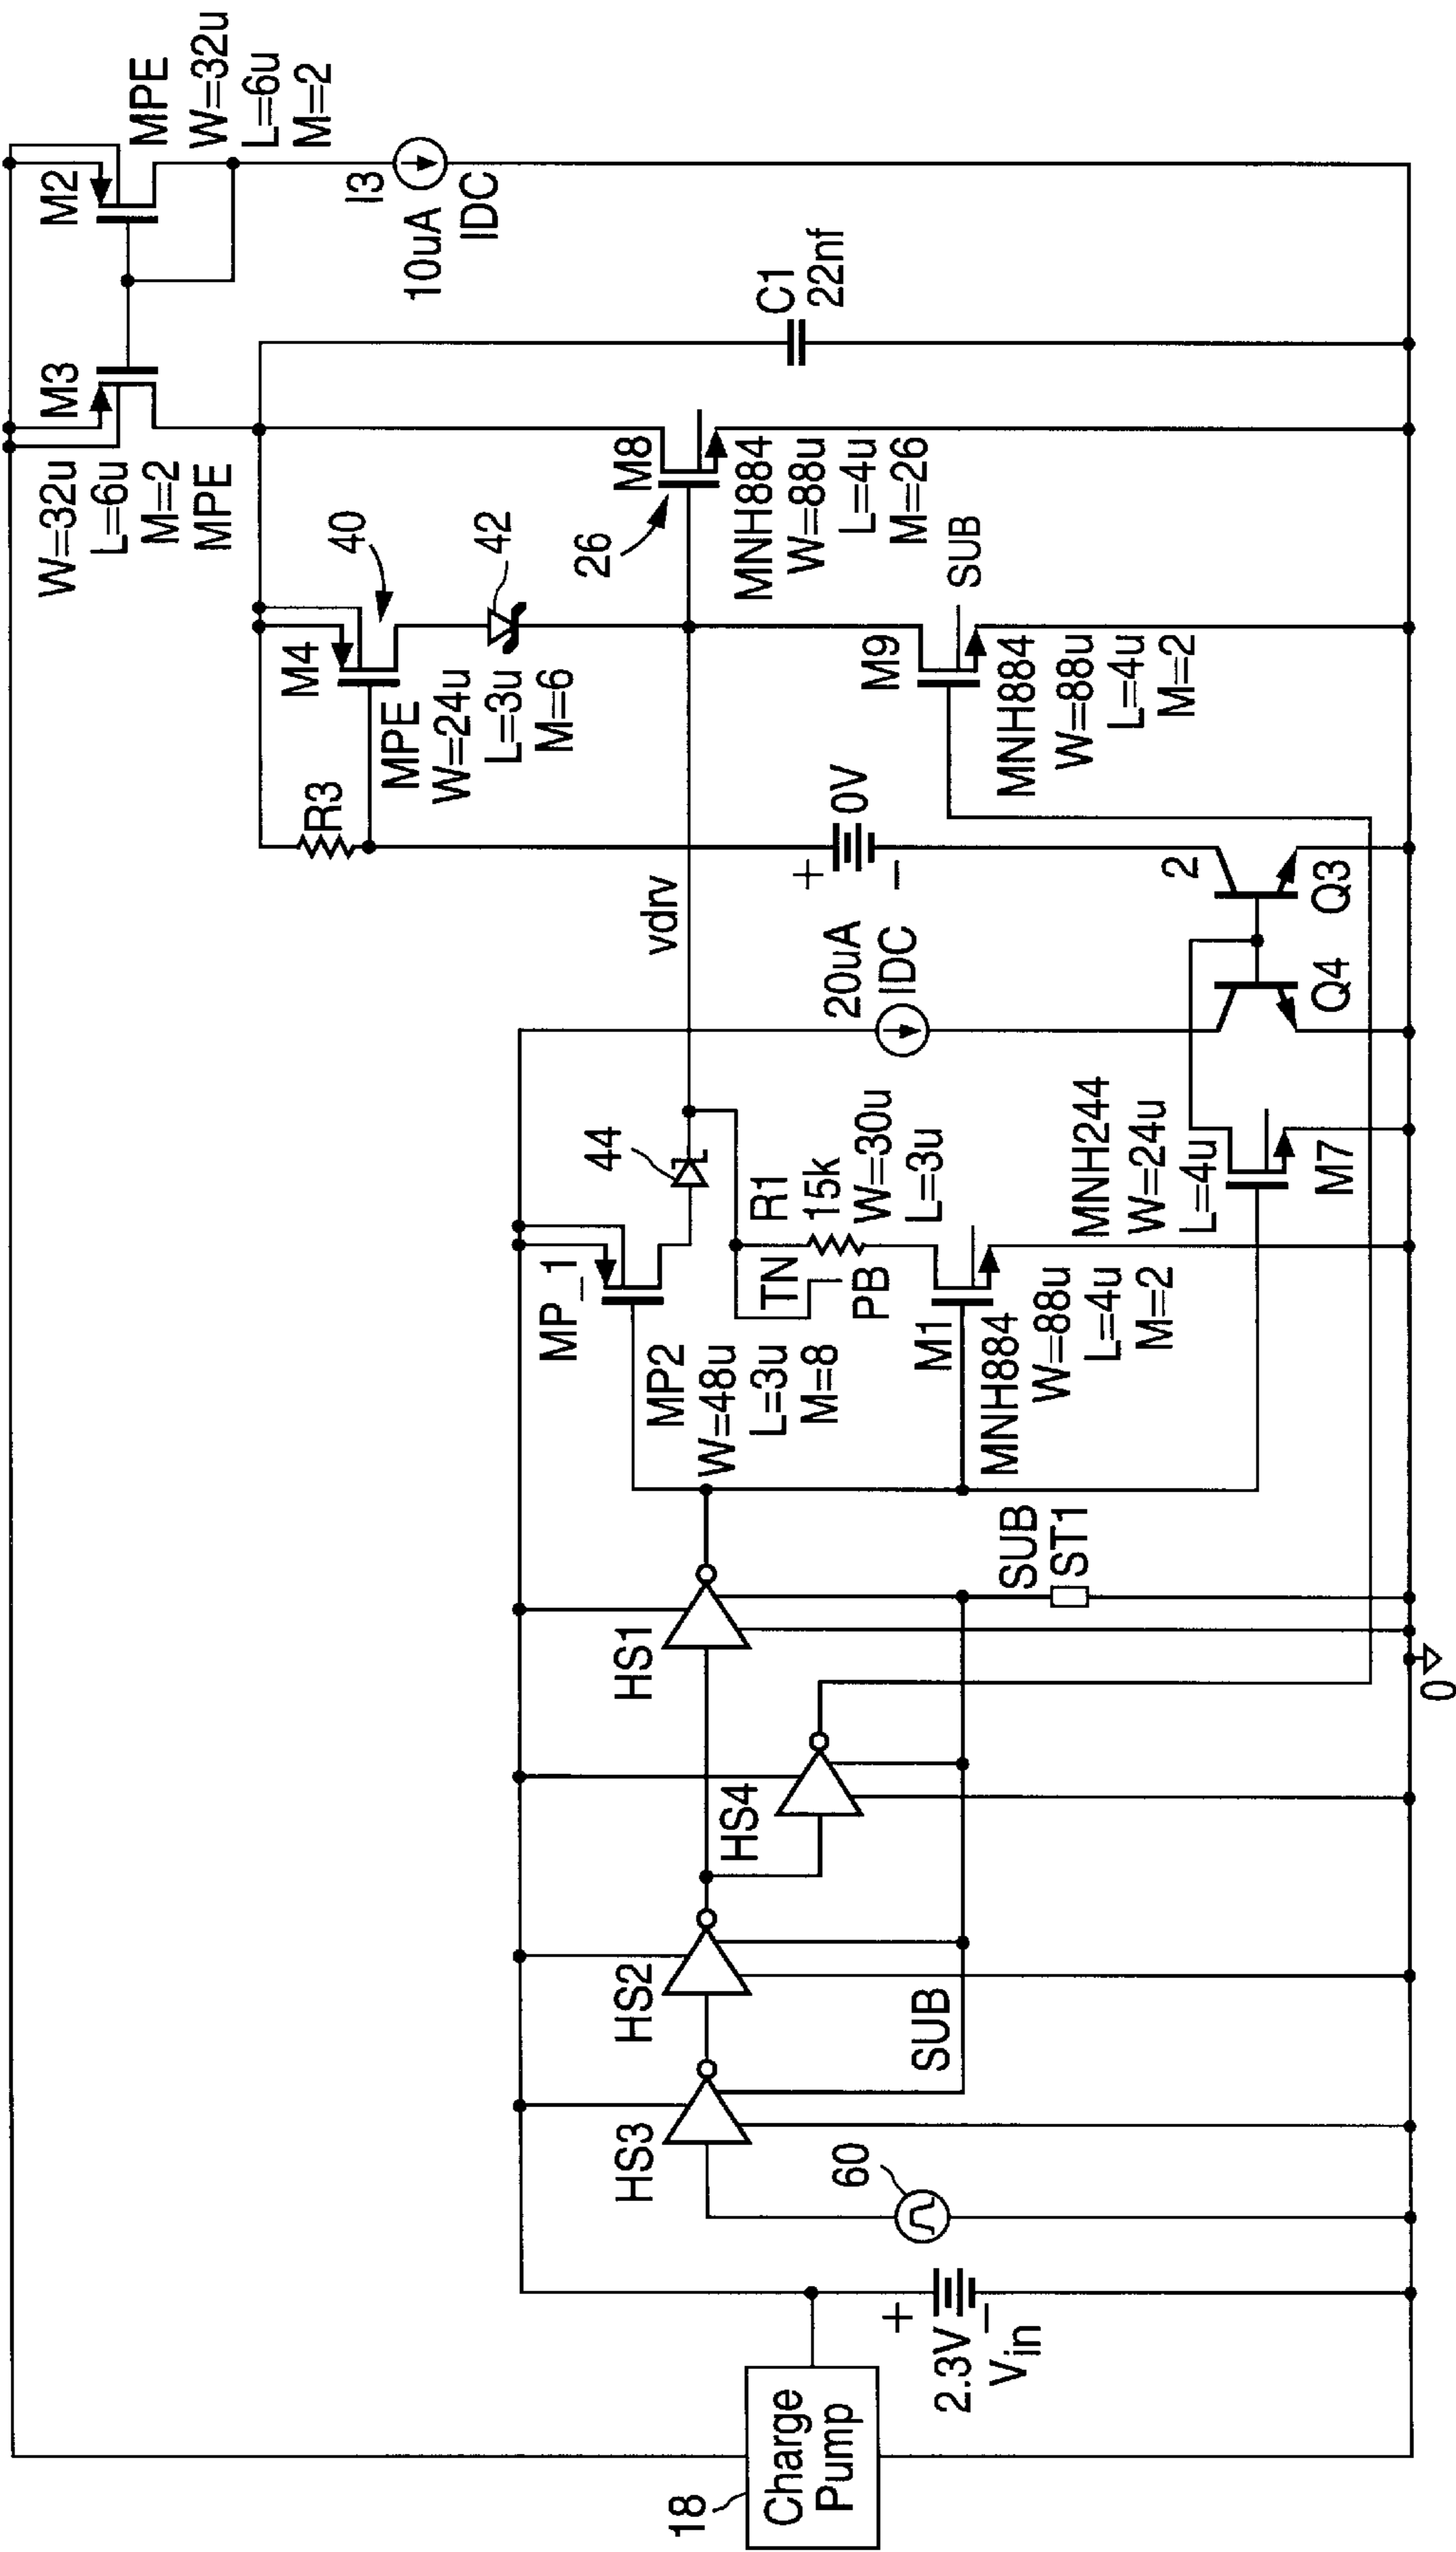 18
Charge
Pump
2.3V
Vin
+
−
60
HS3
HS2
SUB
HS4
HS1
SUB
ST1
0
MP_1
MP2
W=48u
L=3u
M=8
44
TN
PB
R1
15k
W=30u
L=3u
M1
MNH884
W=88u
L=4u
M=2
MNH244
W=24u
L=4u
M7
vdrv
20uA
IDC
Q4
Q3
2
+
−
0V
R3
M4
MPE
W=24u
L=3u
M=6
40
42
26
M8
MNH884
W=88u
L=4u
M=26
M9
SUB
MNH884
W=88u
L=4u
M=2
W=32u
L=6u
M=2
MPE
M3
C1
22nf
M2
MPE
W=32u
L=6u
M=2
I3
10uA
IDC